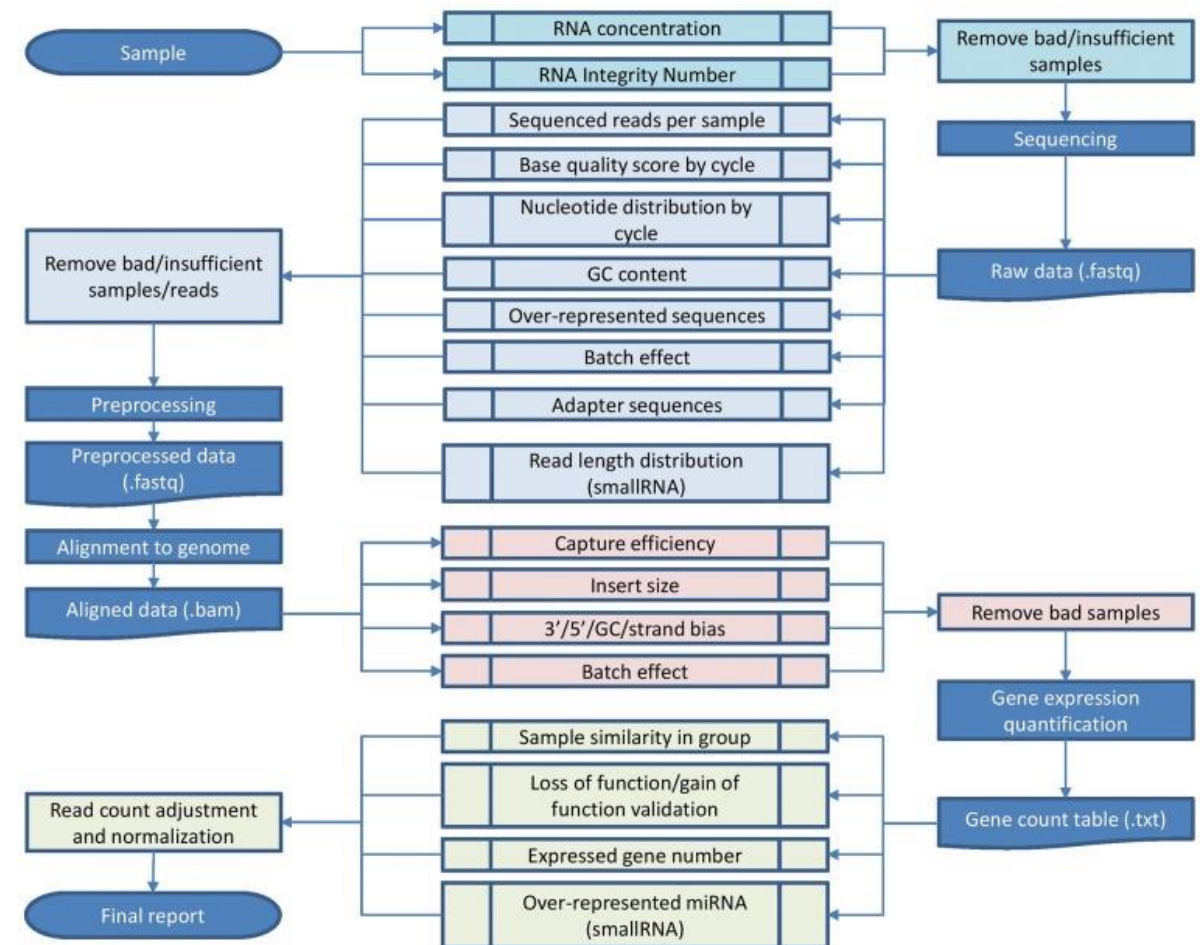 Sample
RNA concentration
RNA Integrity Number
Remove bad/insufficient
samples
Sequencing
Raw data (.fastq)
Sequenced reads per sample
Base quality score by cycle
Nucleotide distribution by
cycle
GC content
Over-represented sequences
Batch effect
Adapter sequences
Read length distribution
(smallRNA)
Remove bad/insufficient
samples/reads
Preprocessing
Preprocessed data
(.fastq)
Alignment to genome
Aligned data (.bam)
Capture efficiency
Insert size
3’/5’/GC/strand bias
Batch effect
Remove bad samples
Gene expression
quantification
Gene count table (.txt)
Sample similarity in group
Loss of function/gain of
function validation
Expressed gene number
Over-represented miRNA
(smallRNA)
Read count adjustment
and normalization
Final report